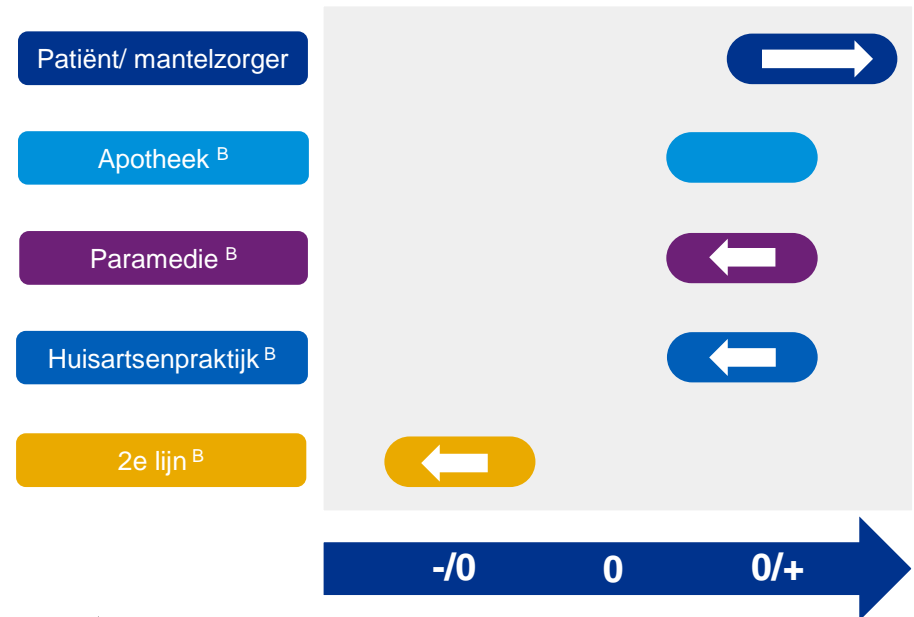 Patiënt/ mantelzorger
Apotheek B
Paramedie B
Huisartsenpraktijk B
2e lijn B
-/0 0 0/+